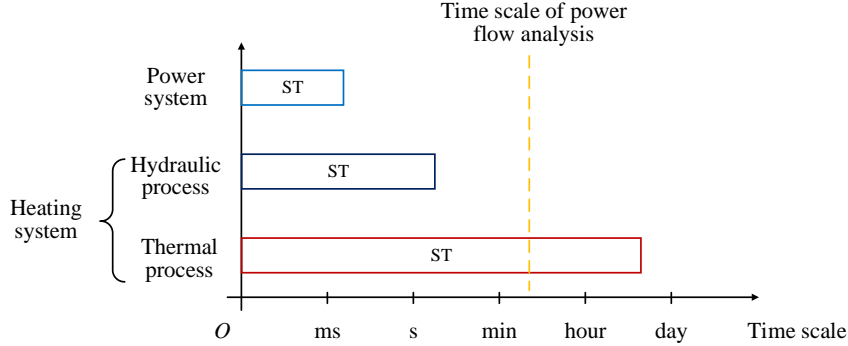 Time scale of power
flow analysis
Power
system
ST
Hydraulic
process
ST
Heating
system
Thermal
process
ST
O ms s min hour day Time scale